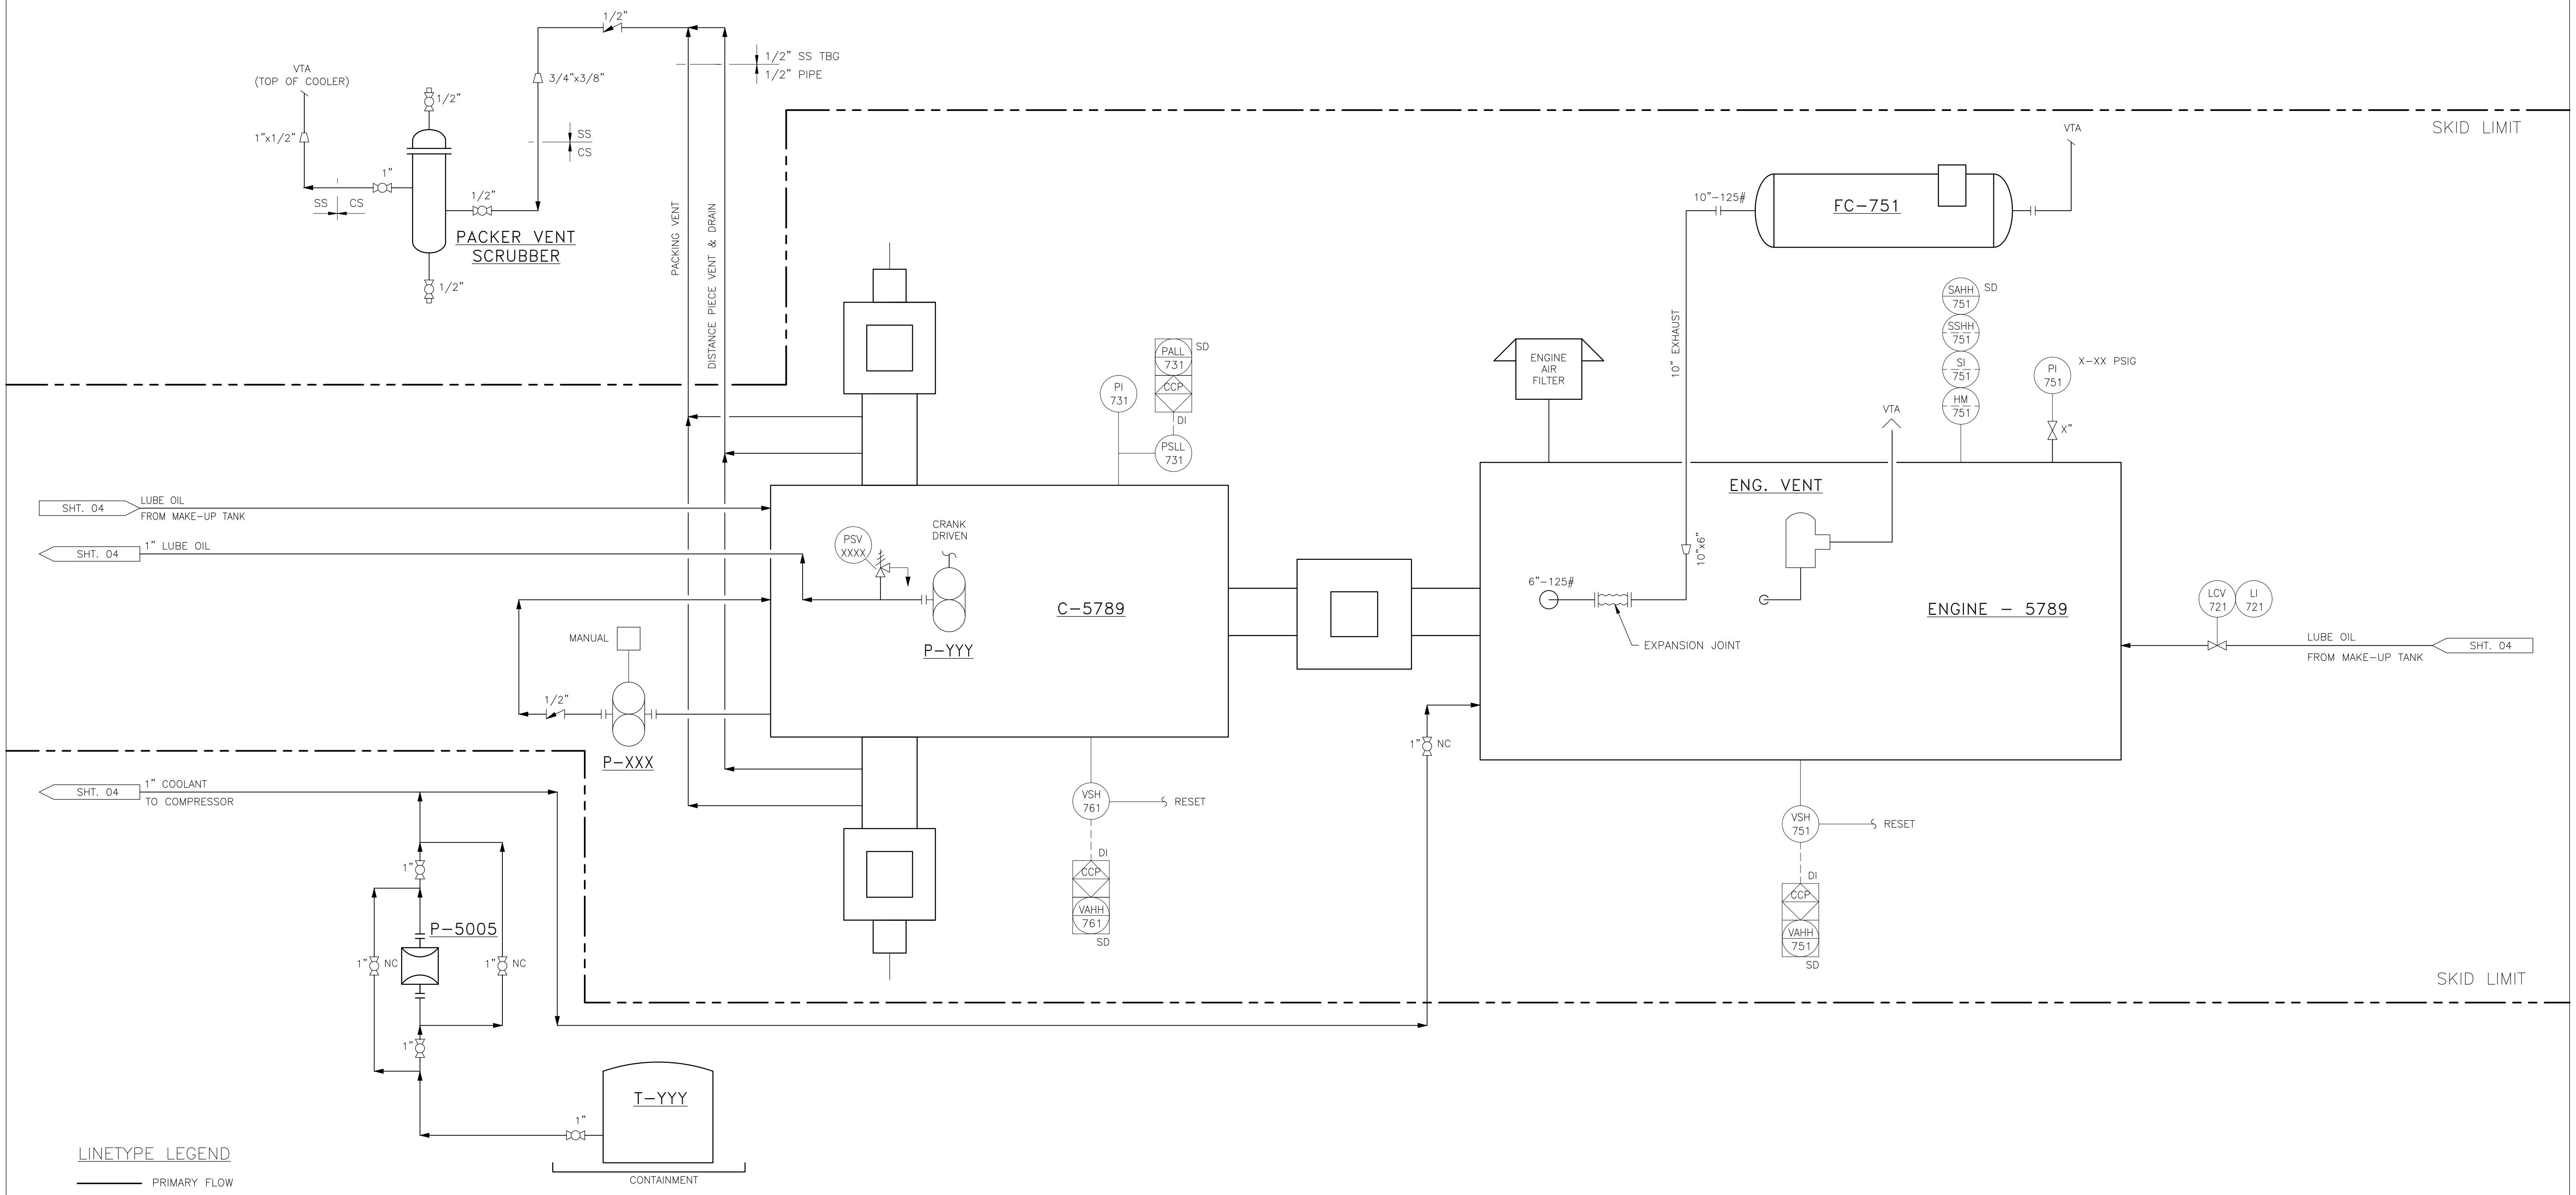 1/2"
1/2" SS TBG
1/2" PIPE
VTA
(TOP OF COOLER)
3/4"x3/8"
1/2"
1"x1/2"
SS
CS
1"
1/2"
SS
CS
PACKER VENT
SCRUBBER
1/2"
PACKING VENT
DISTANCE PIECE VENT & DRAIN
SKID LIMIT
VTA
10"-125#
FC-751
10" EXHAUST
SAHH
751
SD
SSHH
751
SI
751
HM
751
PI
751
X-XX PSIG
X"
ENGINE
AIR
FILTER
VTA
PALL
731
SD
CCP
DI
PI
731
PSLL
731
SHT. 04
LUBE OIL
FROM MAKE-UP TANK
SHT. 04
1" LUBE OIL
PSV
XXXX
CRANK
DRIVEN
P-YYY
C-5789
ENG. VENT
10"x6"
6"-125#
EXPANSION JOINT
ENGINE - 5789
LCV
721
LI
721
LUBE OIL
FROM MAKE-UP TANK
SHT. 04
MANUAL
1/2"
P-XXX
1"
NC
SHT. 04
1" COOLANT
TO COMPRESSOR
VSH
761
RESET
DI
CCP
VAHH
761
SD
VSH
751
RESET
DI
CCP
VAHH
751
SD
1"
P-5005
1"
NC
1"
NC
1"
SKID LIMIT
T-YYY
1"
CONTAINMENT
LINETYPE LEGEND
PRIMARY FLOW